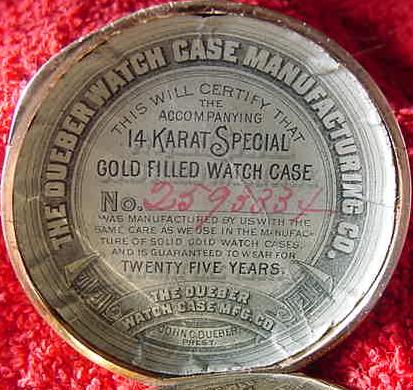 THE DUEBER WATCH CASE MANUFACTURING CO.
THIS WILL CERTIFY THAT
THE
ACCOMPANYING
14 KARAT SPECIAL
GOLD FILLED WATCH CASE
No. 2593334
WAS MANUFACTURED BY US WITH THE
SAME CARE AS WE USE IN THE MANUFAC-
TURE OF SOLID GOLD WATCH CASES,
AND IS GUARANTEED TO WEAR FOR
TWENTY FIVE YEARS.
THE DUEBER
WATCH CASE MFG CO
JOHN C. DUEBER
PREST.